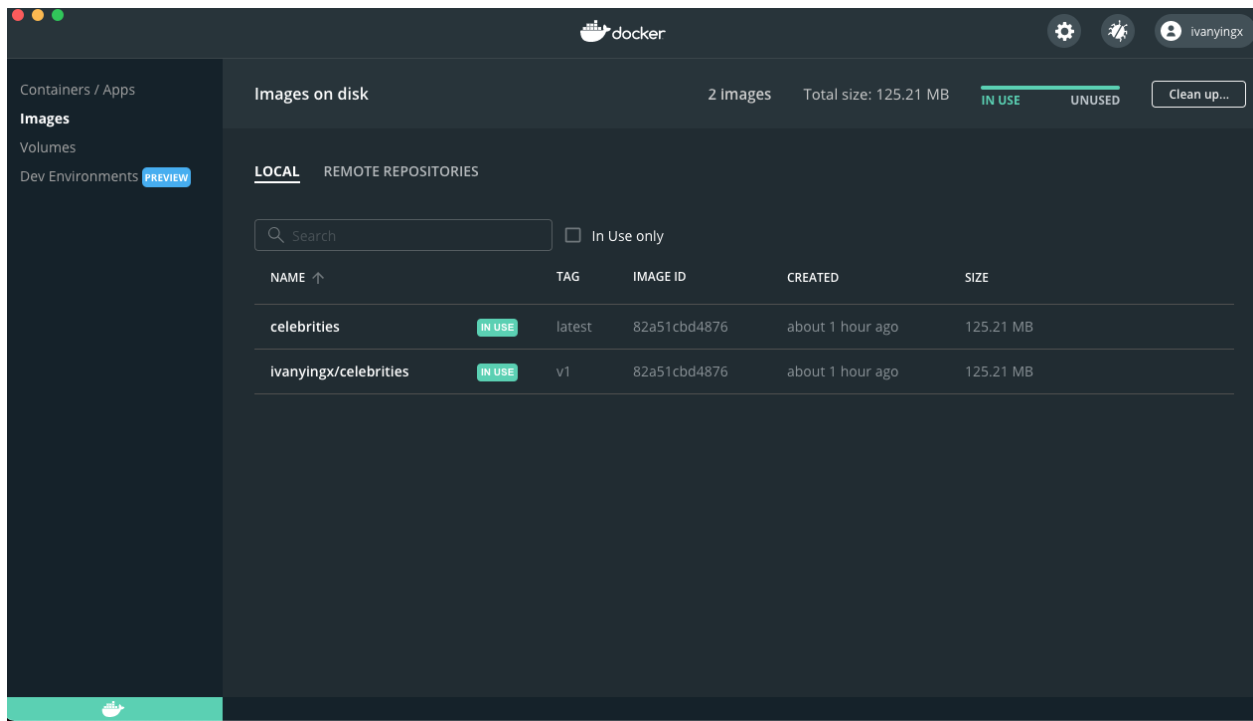 docker
ivanyingx
Containers / Apps
Images
Volumes
Dev Environments PREVIEW
Images on disk
2 images
Total size: 125.21 MB
IN USE
UNUSED
Clean up...
LOCAL
REMOTE REPOSITORIES
Search
In Use only
NAME TAG IMAGE ID CREATED SIZE
celebrities IN USE latest 82a51cbd4876 about 1 hour ago 125.21 MB
ivanyingx/celebrities IN USE v1 82a51cbd4876 about 1 hour ago 125.21 MB